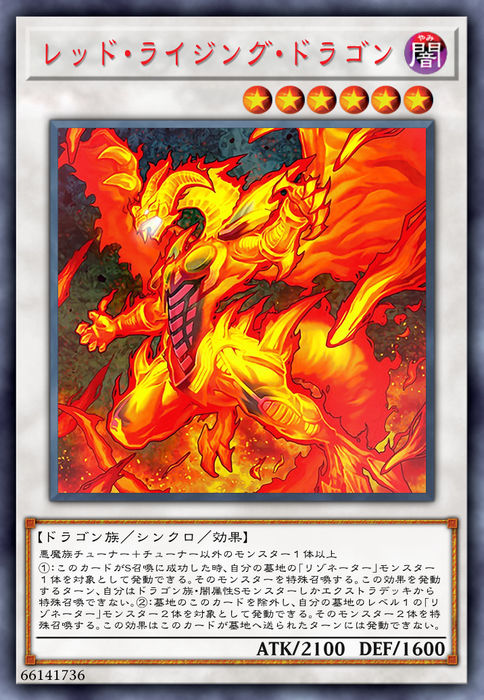 レッド・ライジング・ドラゴン
やみ
闇
【ドラゴン族／シンクロ／効果】
悪魔族チューナー＋チューナー以外のモンスター１体以上
①：このカードがS召喚に成功した時、自分の墓地の「リゾネーター」モンスター
１体を対象として発動できる。そのモンスターを特殊召喚する。この効果を発動
するターン、自分はドラゴン族・闇属性Sモンスターしかエクストラデッキから
特殊召喚できない。②：墓地のこのカードを除外し、自分の墓地のレベル１の「リ
ゾネーター」モンスター２体を対象として発動できる。そのモンスター２体を特
殊召喚する。この効果はこのカードが墓地へ送られたターンには発動できない。
ATK/2100 DEF/1600
66141736